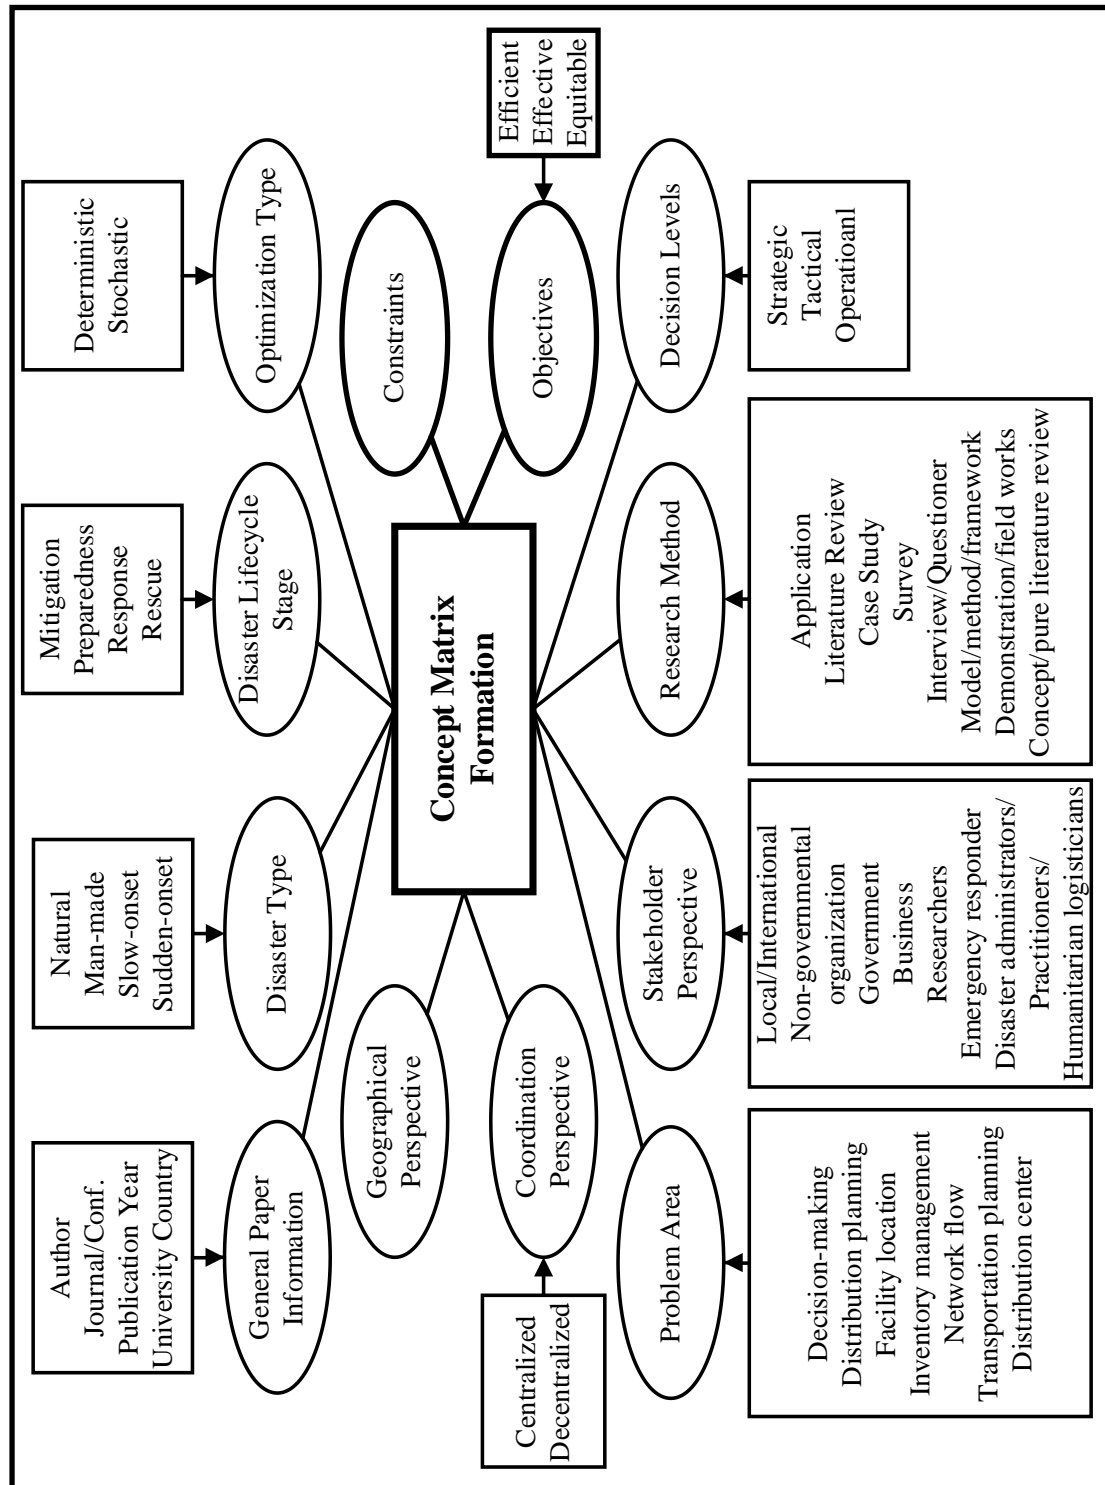 Author
Journal/Conf.
Publication Year
University Country
Natural
Man-made
Slow-onset
Sudden-onset
Mitigation
Preparedness
Response
Rescue
Deterministic
Stochastic
General Paper
Information
Disaster Type
Disaster Lifecycle
Stage
Optimization Type
Geographical
Perspective
Constraints
Concept Matrix
Formation
Centralized
Decentralized
Coordination
Perspective
Objectives
Efficient
Effective
Equitable
Problem Area
Stakeholder
Perspective
Research Method
Decision Levels
Decision-making
Distribution planning
Facility location
Inventory management
Network flow
Transportation planning
Distribution center
Local/International
Non-governmental
organization
Government
Business
Researchers
Emergency responder
Disaster administrators/
Practitioners/
Humanitarian logisticians
Application
Literature Review
Case Study
Survey
Interview/Questioner
Model/method/framework
Demonstration/field works
Concept/pure literature review
Strategic
Tactical
Operatioanl